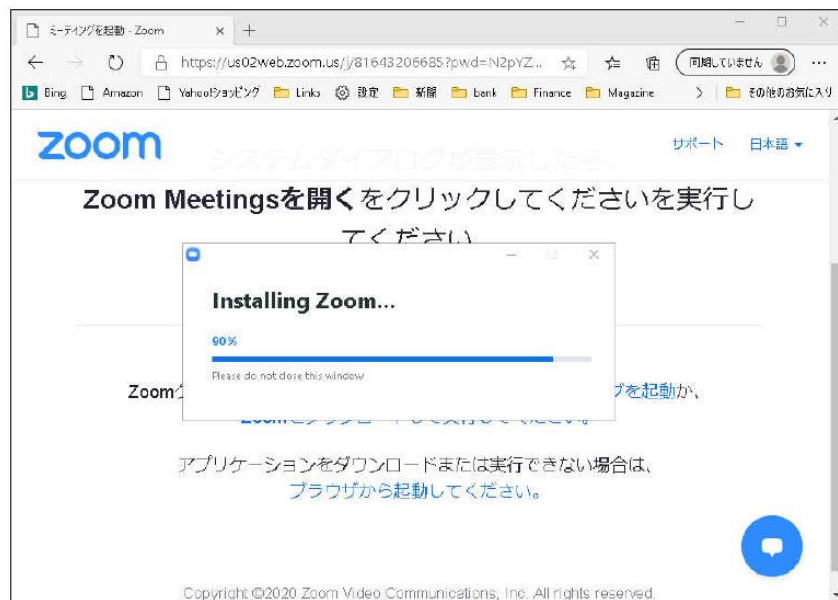 ミーティングを起動 - Zoom
https://us02web.zoom.us/j/81643206685?pwd=N2pYZ...
同期していません
Bing Amazon Yahoo!ショッピング Links 設定 新聞 bank Finance Magazine その他のお気に入り
zoom
サポート 日本語
システムダイアログが表示したら、
Zoom Meetingsを開くをクリックしてくださいを実行し
てください
Installing Zoom...
90%
Please do not close this window
Zoom
を起動か、
アプリケーションをダウンロードまたは実行できない場合は、
ブラウザから起動してください。
Copyright ©2020 Zoom Video Communications, Inc. All rights reserved.